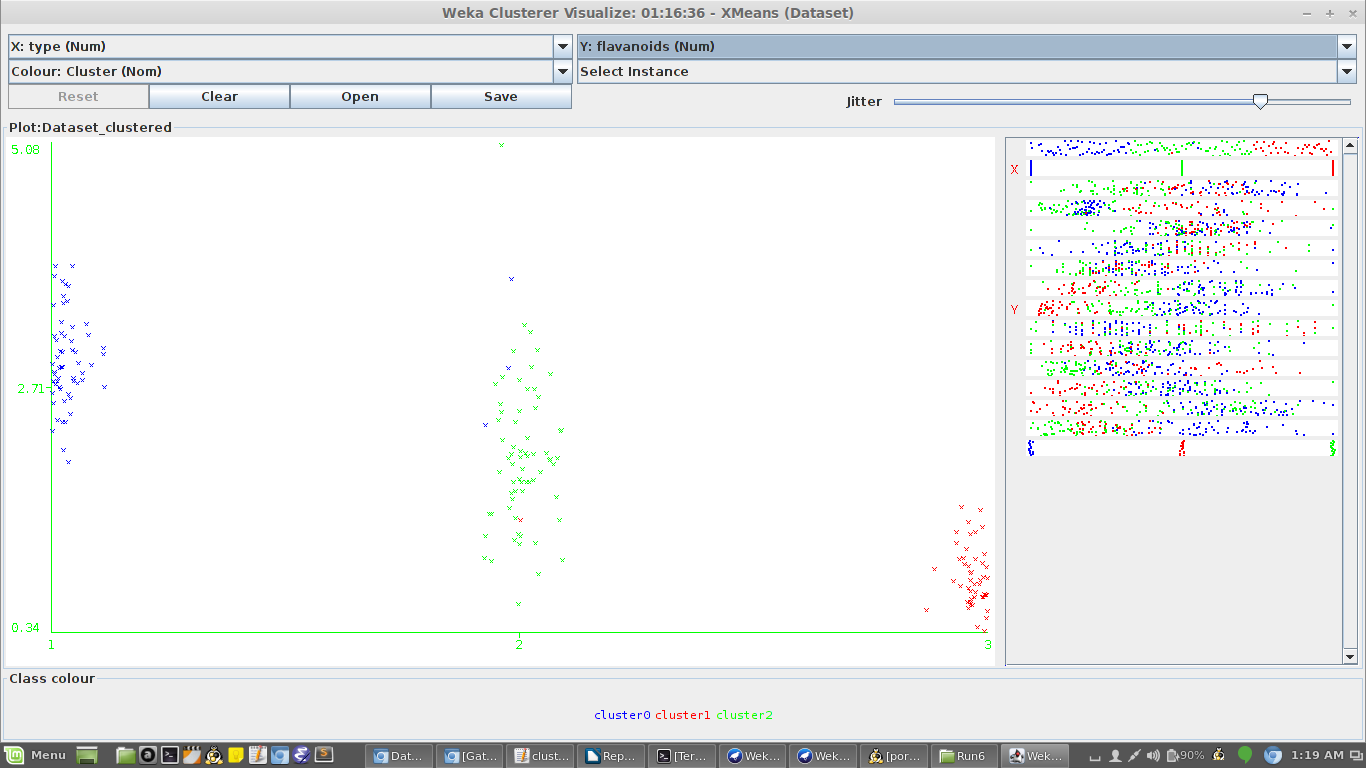 Weka Clusterer Visualize: 01:16:36 - XMeans (Dataset)
X: type (Num)
Y: flavanoids (Num)
Colour: Cluster (Nom)
Select Instance
Reset
Clear
Open
Save
Jitter
Plot:Dataset_clustered
5.08
2.71
0.34
1
2
3
X
Y
Class colour
cluster0 cluster1 cluster2
Menu
Dat...
[Gat...
clust...
Rep...
[Ter...
Wek...
Wek...
[por...
Run6
Wek...
90%
1:19 AM